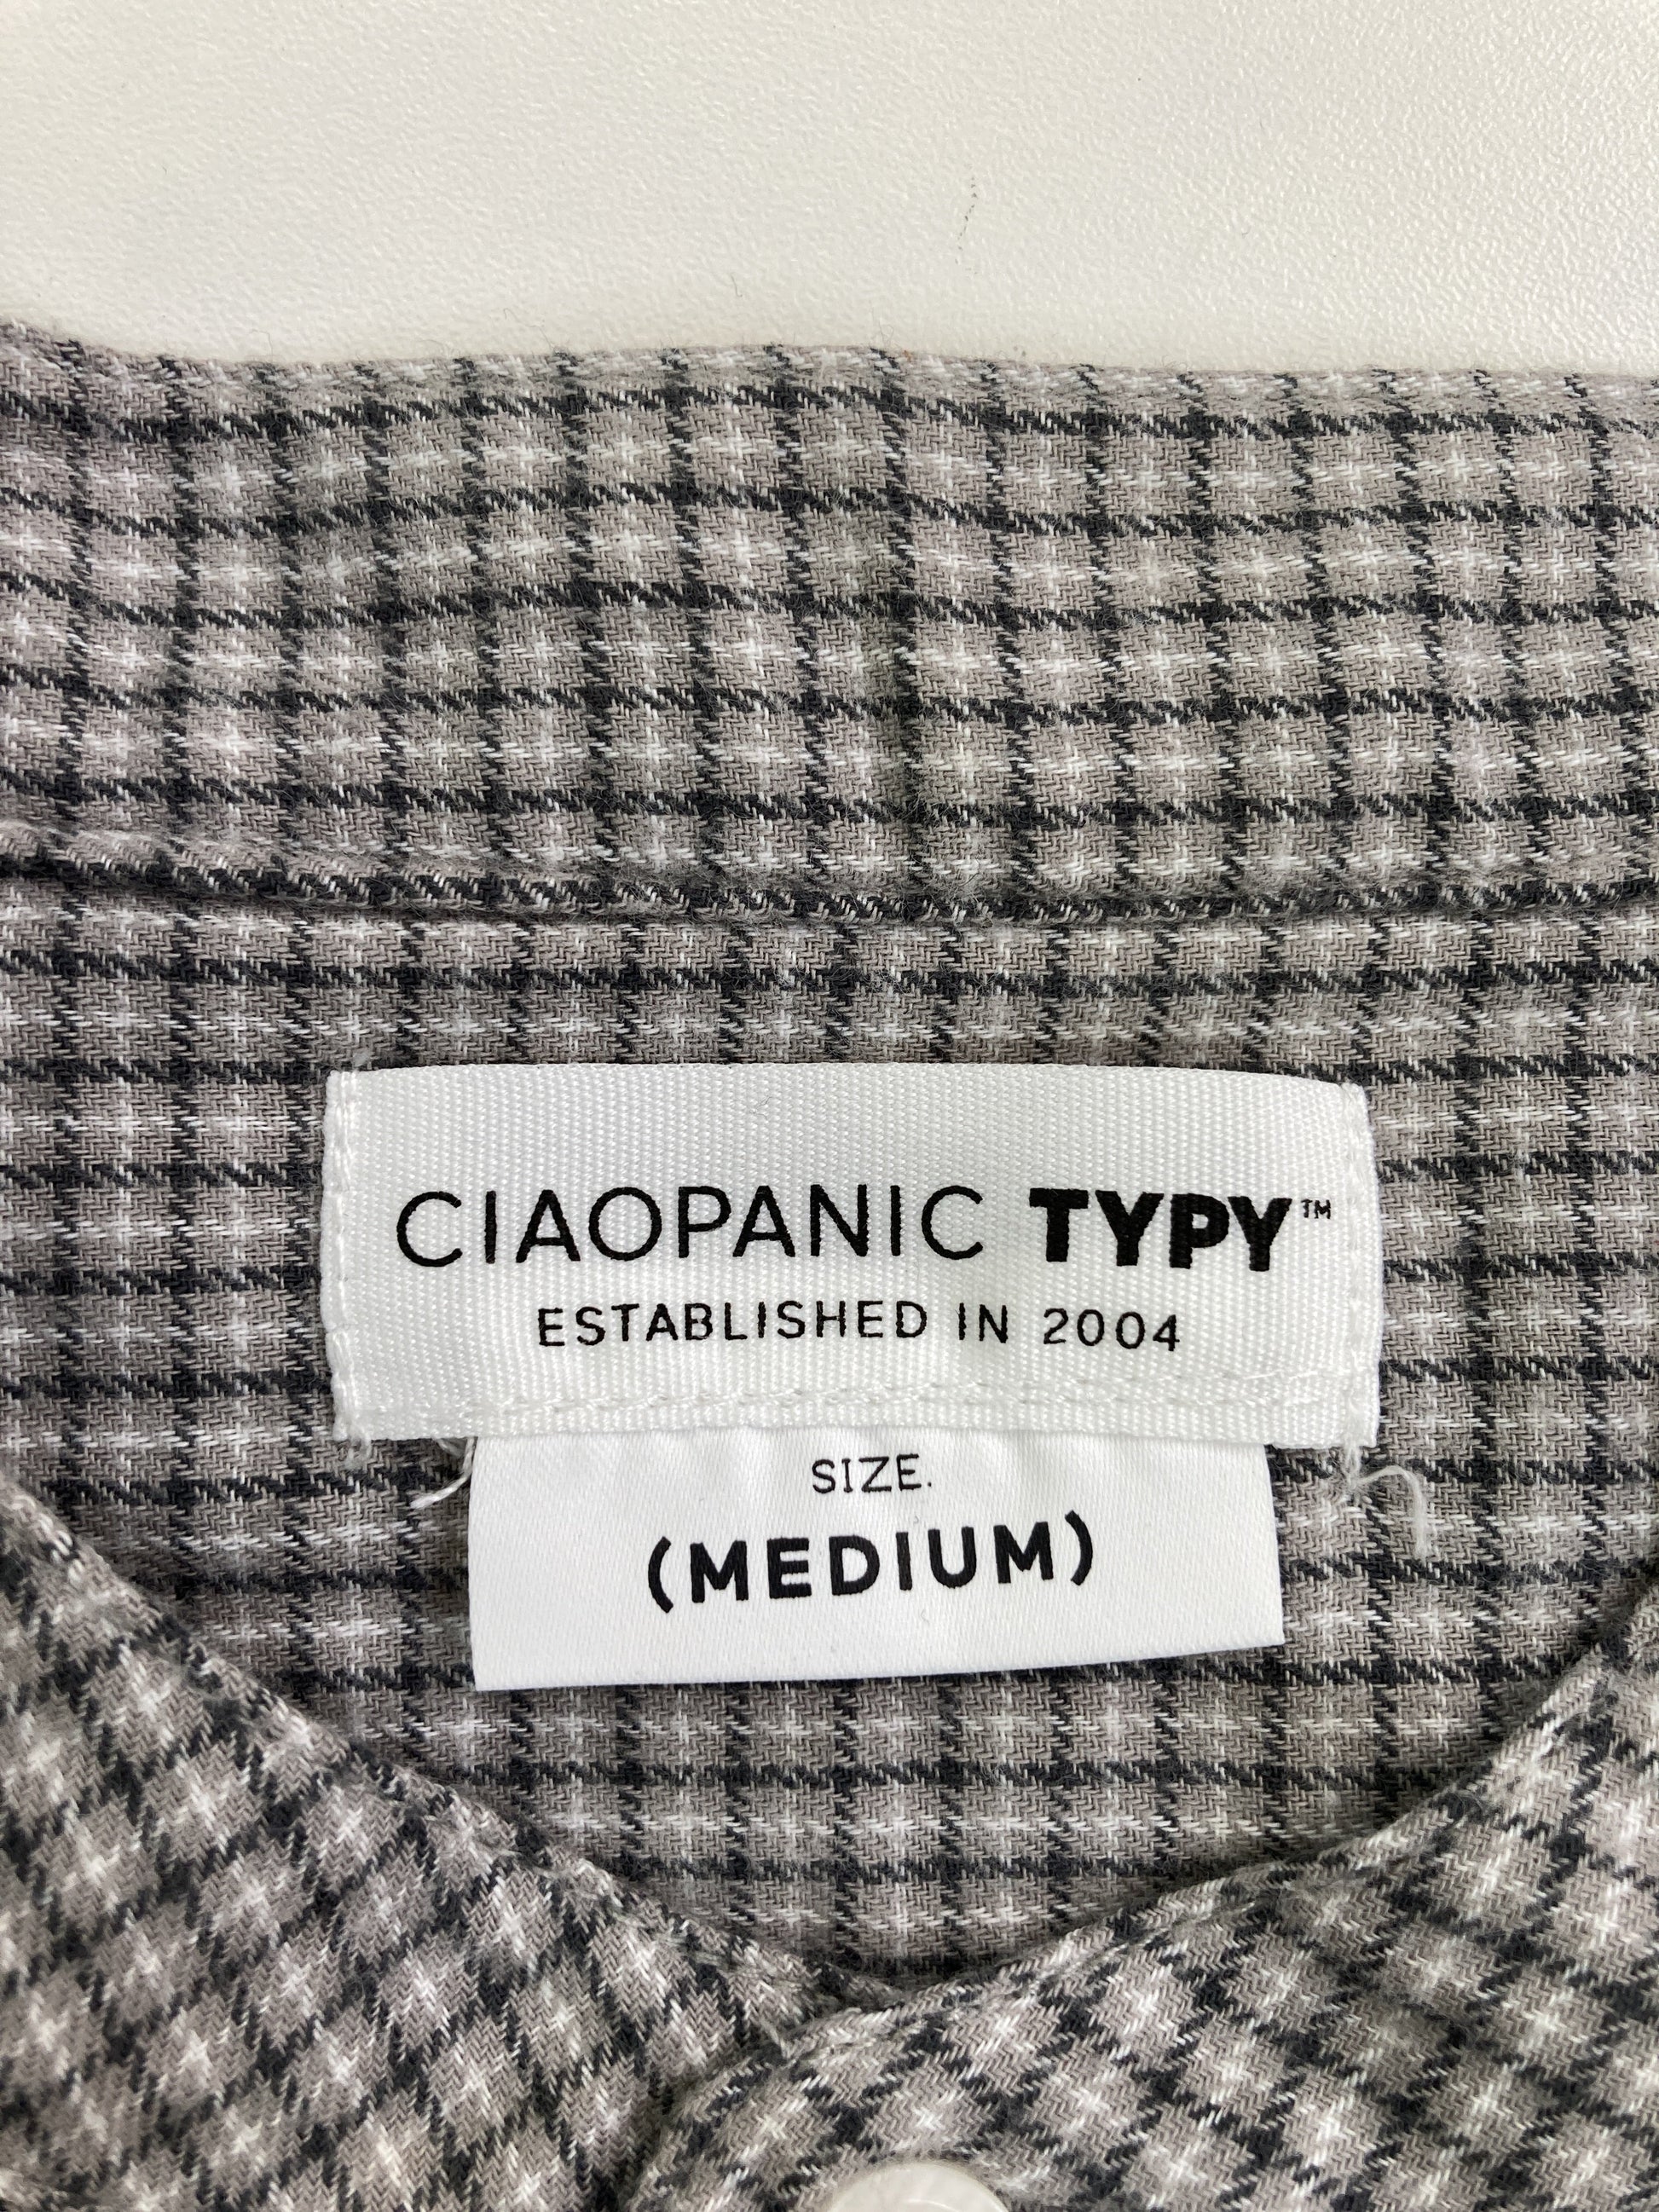 CIAOPANIC TYPY™
ESTABLISHED IN 2004
SIZE.
(MEDIUM)